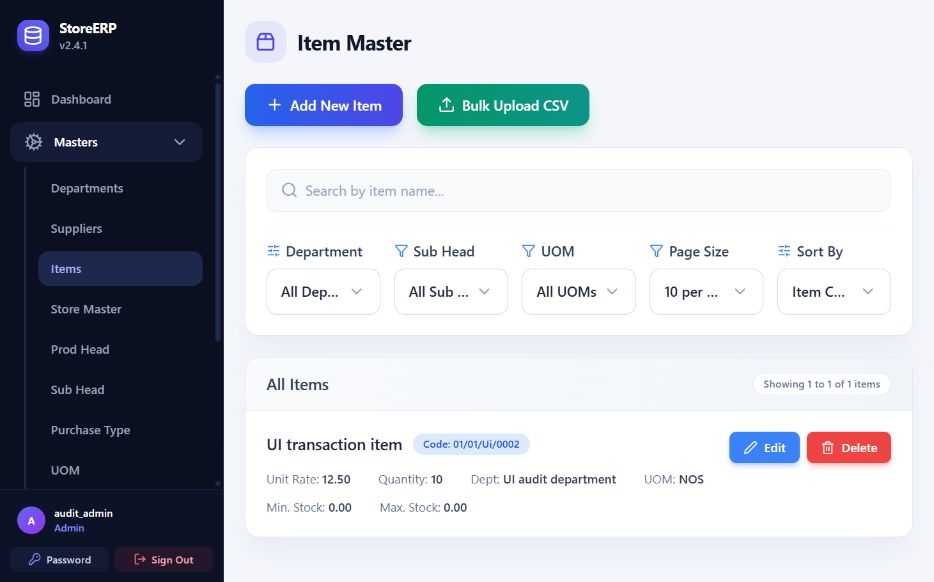 StoreERP
v2.4.1
Dashboard
Masters
Departments
Suppliers
Items
Store Master
Prod Head
Sub Head
Purchase Type
UOM
A
audit_admin
Admin
Password
Sign Out
Item Master
Add New Item
Bulk Upload CSV
Search by item name...
Department
Sub Head
UOM
Page Size
Sort By
All Dep...
All Sub ...
All UOMs
10 per ...
Item C...
All Items
Showing 1 to 1 of 1 items
UI transaction item
Code: 01/01/Ui/0002
Edit
Delete
Unit Rate: 12.50
Quantity: 10
Dept: UI audit department
UOM: NOS
Min. Stock: 0.00
Max. Stock: 0.00